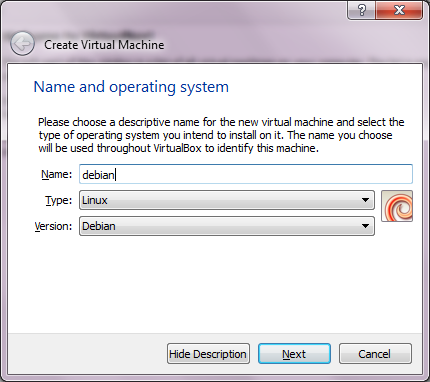 ?
Create Virtual Machine
Name and operating system
Please choose a descriptive name for the new virtual machine and select the
type of operating system you intend to install on it. The name you choose
will be used throughout VirtualBox to identify this machine.
Name: debian
Type: Linux
Version: Debian
Hide Description Next Cancel